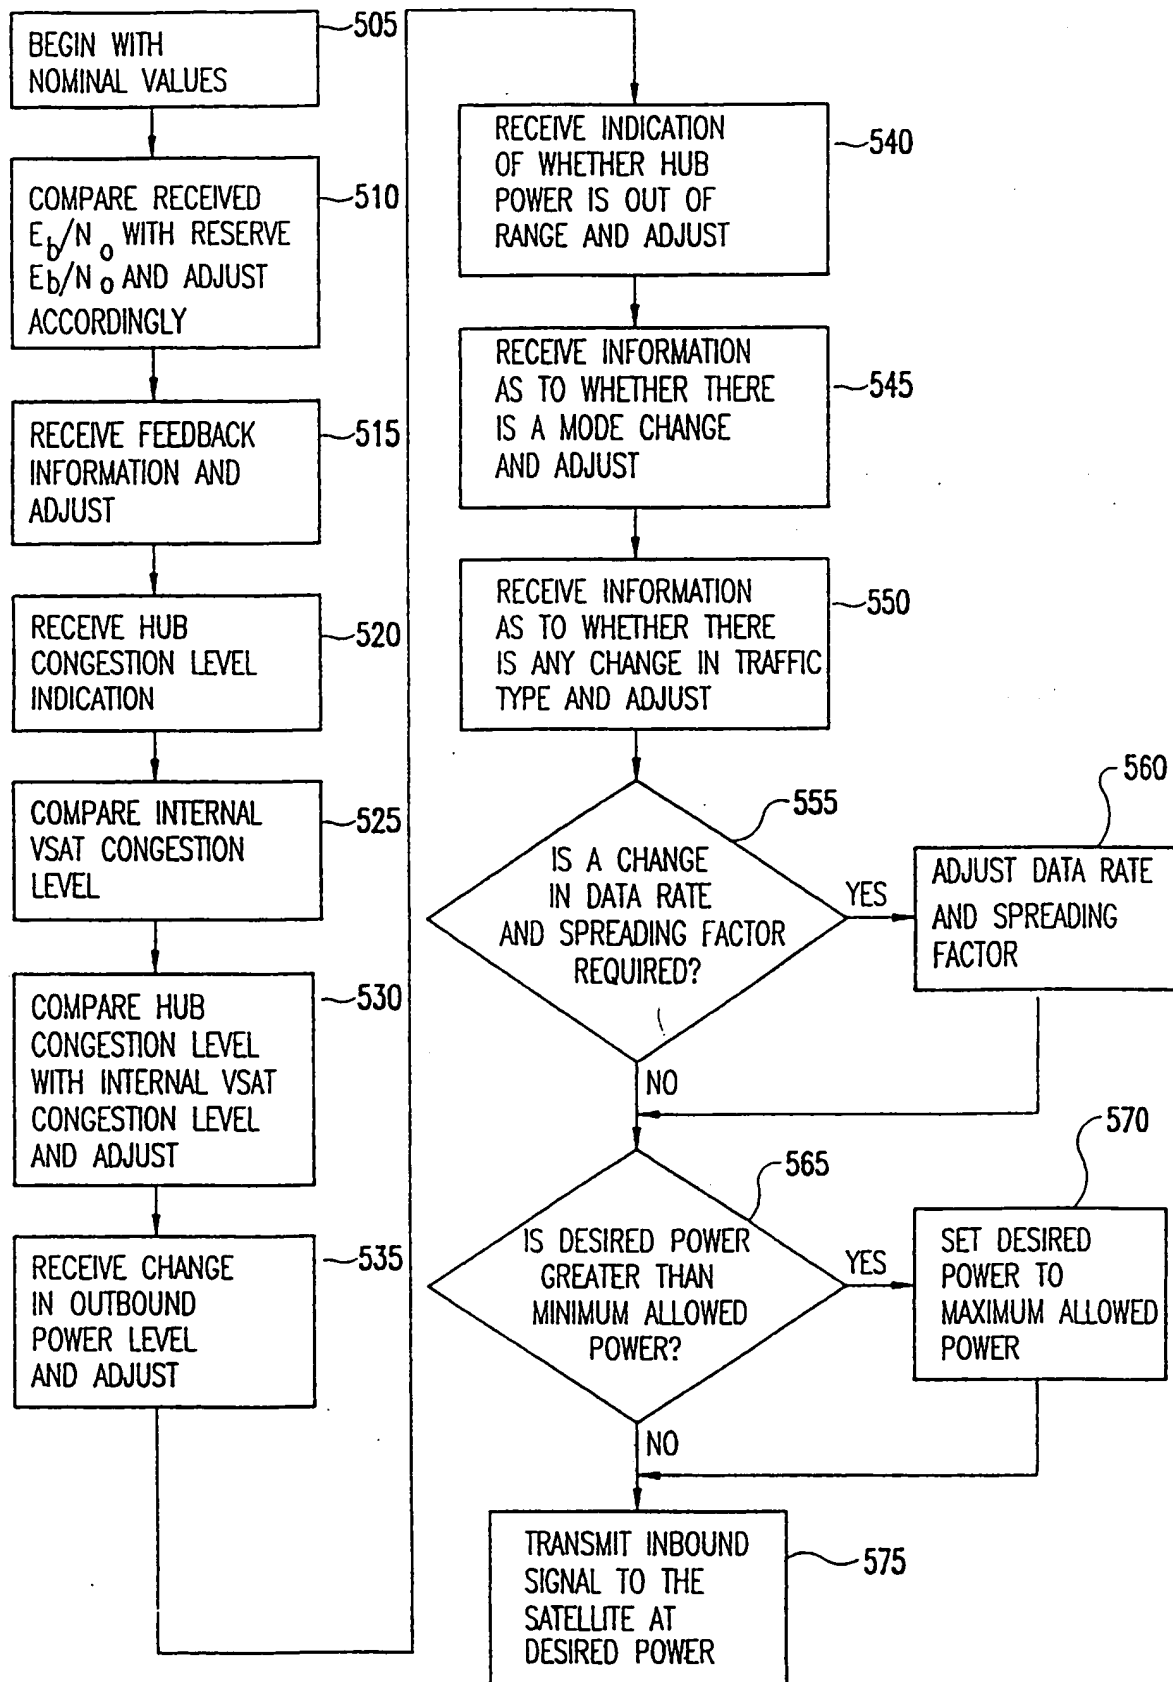 BEGIN WITH
NOMINAL VALUES
505
COMPARE RECEIVED
Eb/No WITH RESERVE
Eb/No AND ADJUST
ACCORDINGLY
510
RECEIVE FEEDBACK
INFORMATION AND
ADJUST
515
RECEIVE HUB
CONGESTION LEVEL
INDICATION
520
COMPARE INTERNAL
VSAT CONGESTION
LEVEL
525
COMPARE HUB
CONGESTION LEVEL
WITH INTERNAL VSAT
CONGESTION LEVEL
AND ADJUST
530
RECEIVE CHANGE
IN OUTBOUND
POWER LEVEL
AND ADJUST
535
RECEIVE INDICATION
OF WHETHER HUB
POWER IS OUT OF
RANGE AND ADJUST
540
RECEIVE INFORMATION
AS TO WHETHER THERE
IS A MODE CHANGE
AND ADJUST
545
RECEIVE INFORMATION
AS TO WHETHER THERE
IS ANY CHANGE IN TRAFFIC
TYPE AND ADJUST
550
IS A CHANGE
IN DATA RATE
AND SPREADING FACTOR
REQUIRED?
555
YES
ADJUST DATA RATE
AND SPREADING
FACTOR
560
NO
IS DESIRED POWER
GREATER THAN
MINIMUM ALLOWED
POWER?
565
YES
SET DESIRED
POWER TO
MAXIMUM ALLOWED
POWER
570
NO
TRANSMIT INBOUND
SIGNAL TO THE
SATELLITE AT
DESIRED POWER
575